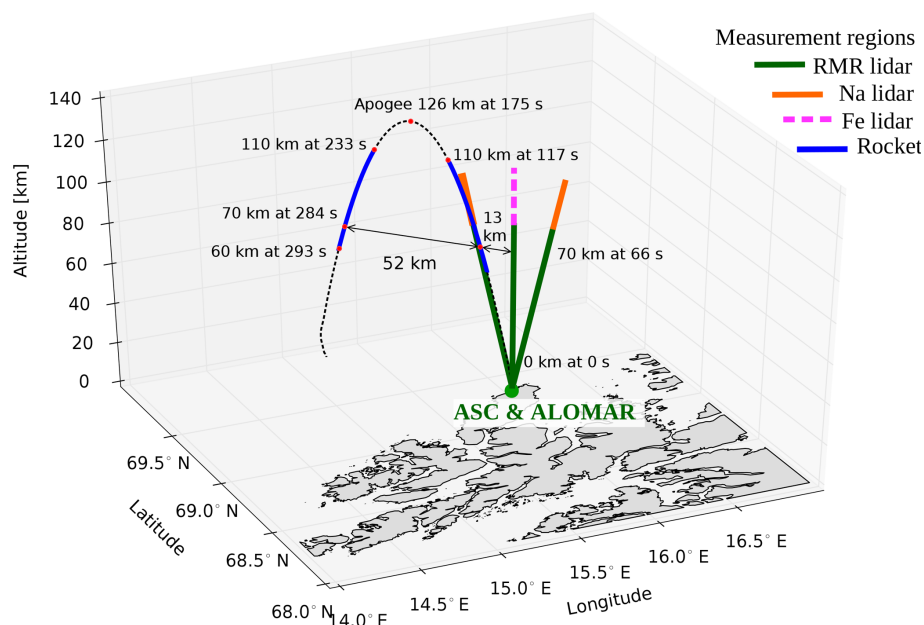 Measurement regions
RMR lidar
Na lidar
Fe lidar
Rocket
140
120
100
80
60
40
20
0
Altitude [km]
Apogee 126 km at 175 s
110 km at 233 s
110 km at 117 s
70 km at 284 s
13
km
60 km at 293 s
70 km at 66 s
52 km
0 km at 0 s
ASC & ALOMAR
69.5° N
69.0° N
68.5° N
68.0° N
Latitude
14.0° E
14.5° E
15.0° E
15.5° E
16.0° E
16.5° E
Longitude